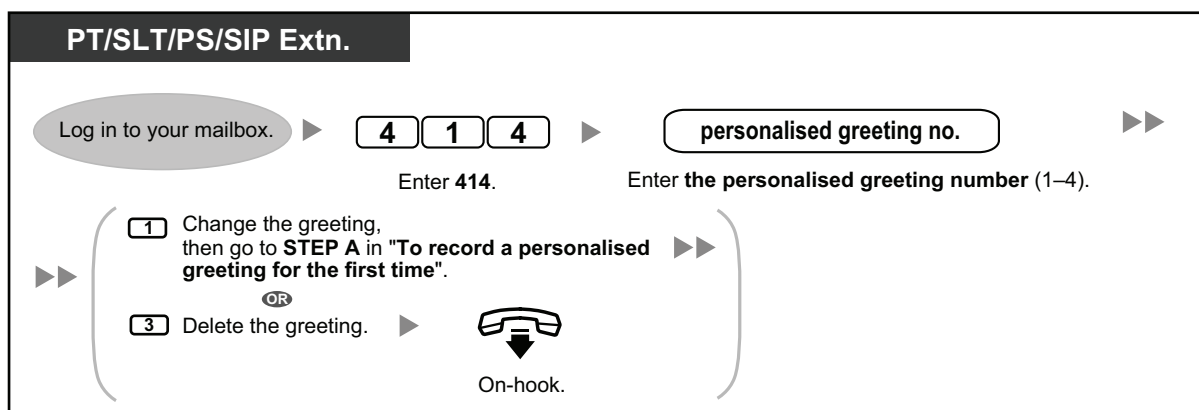 PT/SLT/PS/SIP Extn.
Log in to your mailbox.
4 1 4
personalised greeting no.
Enter 414.
Enter the personalised greeting number (1–4).
1 Change the greeting,
then go to STEP A in "To record a personalised
greeting for the first time".
OR
3 Delete the greeting.
On-hook.